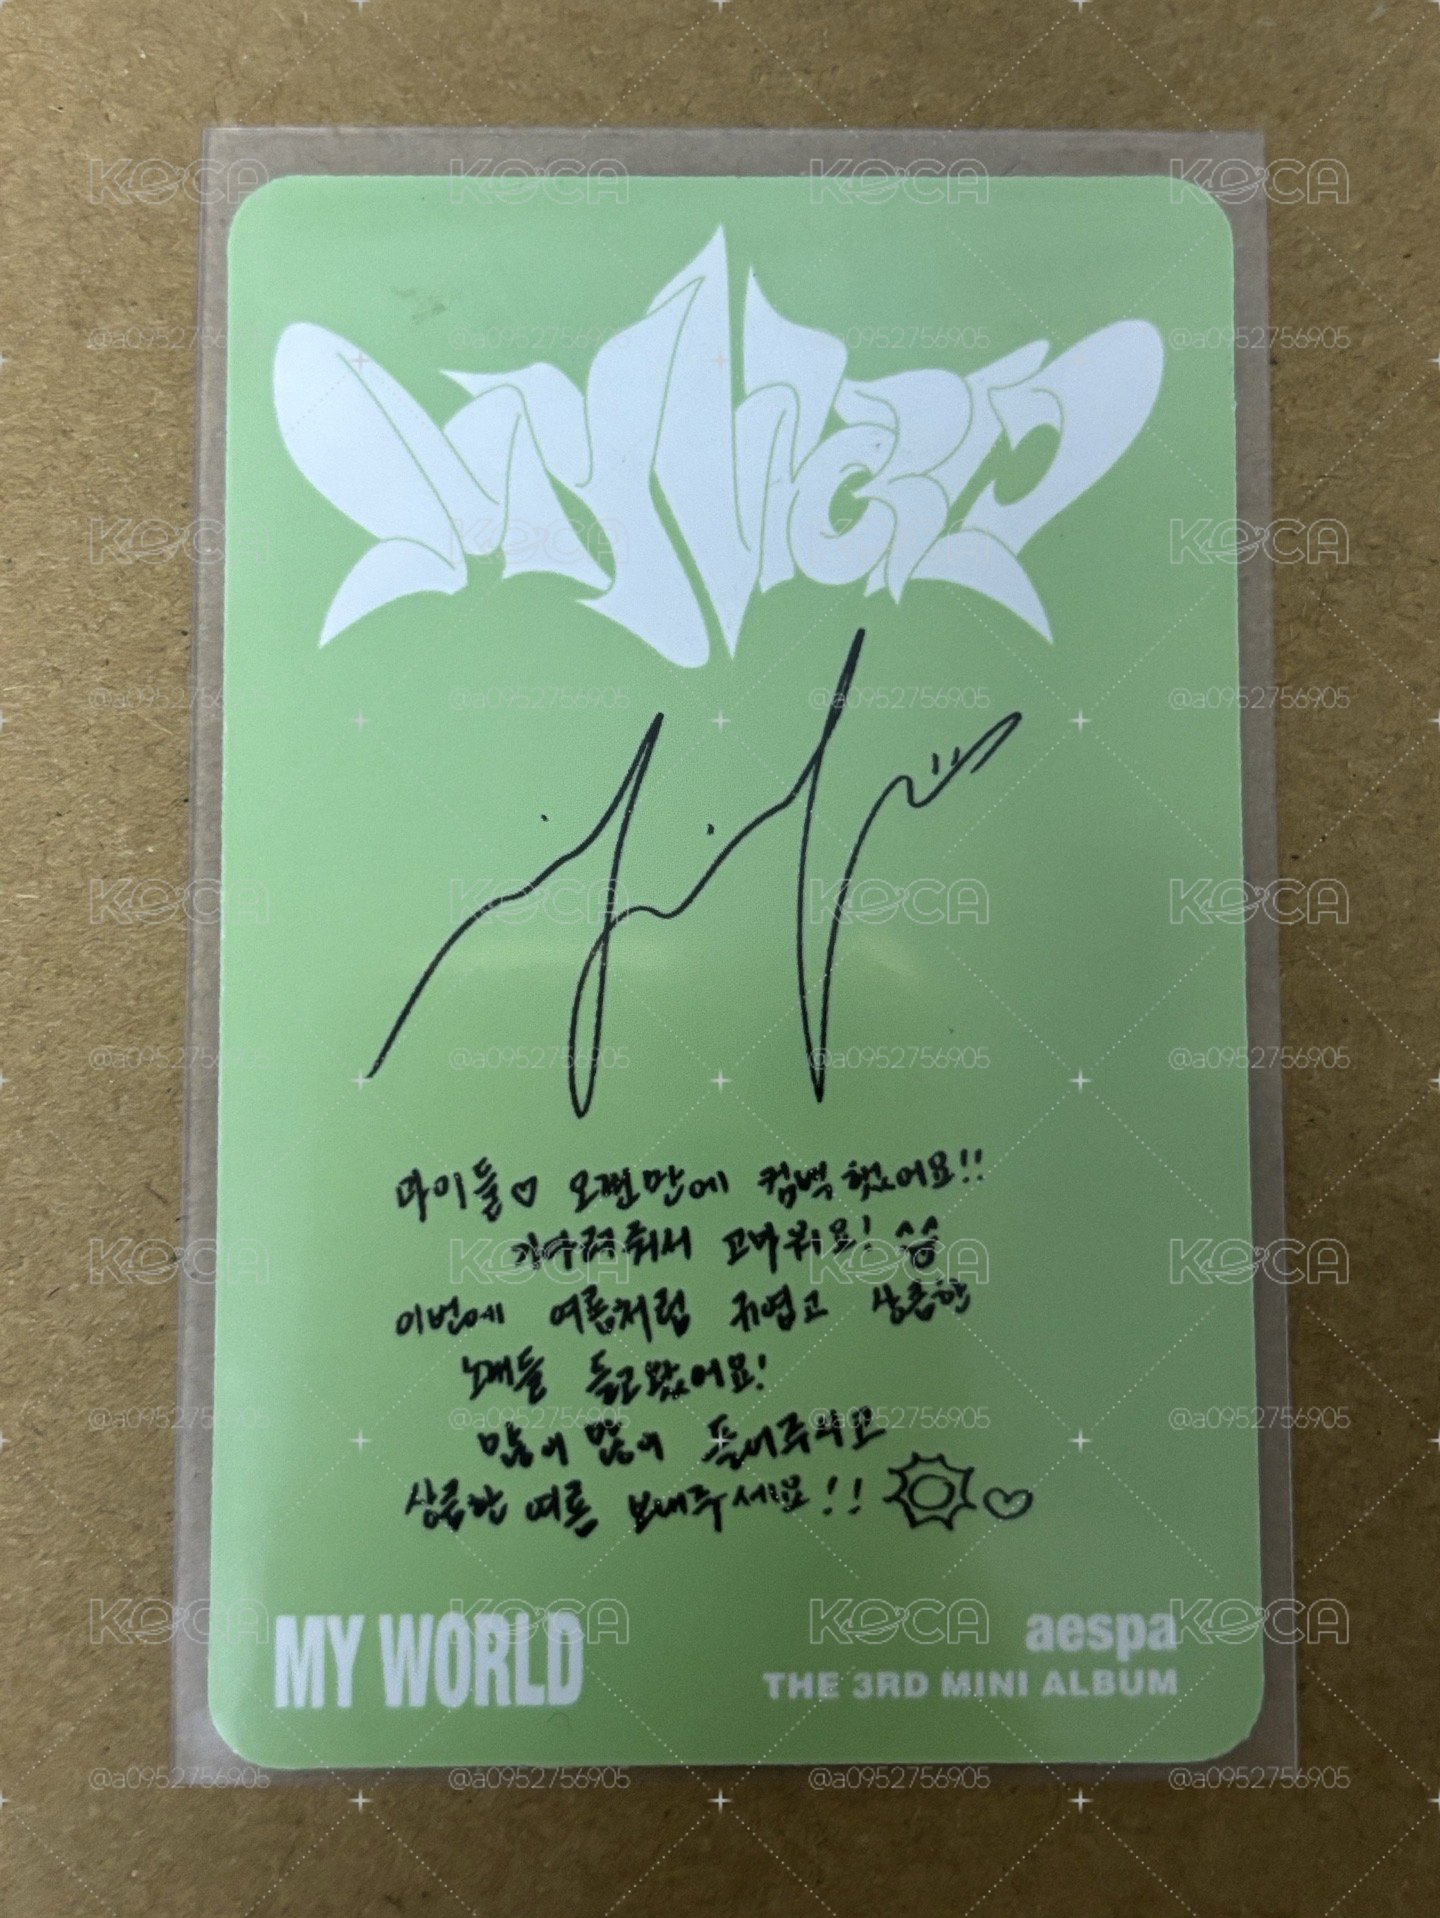 MY WORLD
마이들♡ 오랜만에 컴백했어요!!
기다려줘서 고마워요! ㅎㅎ
이번에 여름처럼 귀엽고 상큼한
노래들 들고왔어요!
많이많이 들어주시고
상큼한 여름 보내주세요!!
MY WORLD
aespa
THE 3RD MINI ALBUM
KOCA
@a0952756905